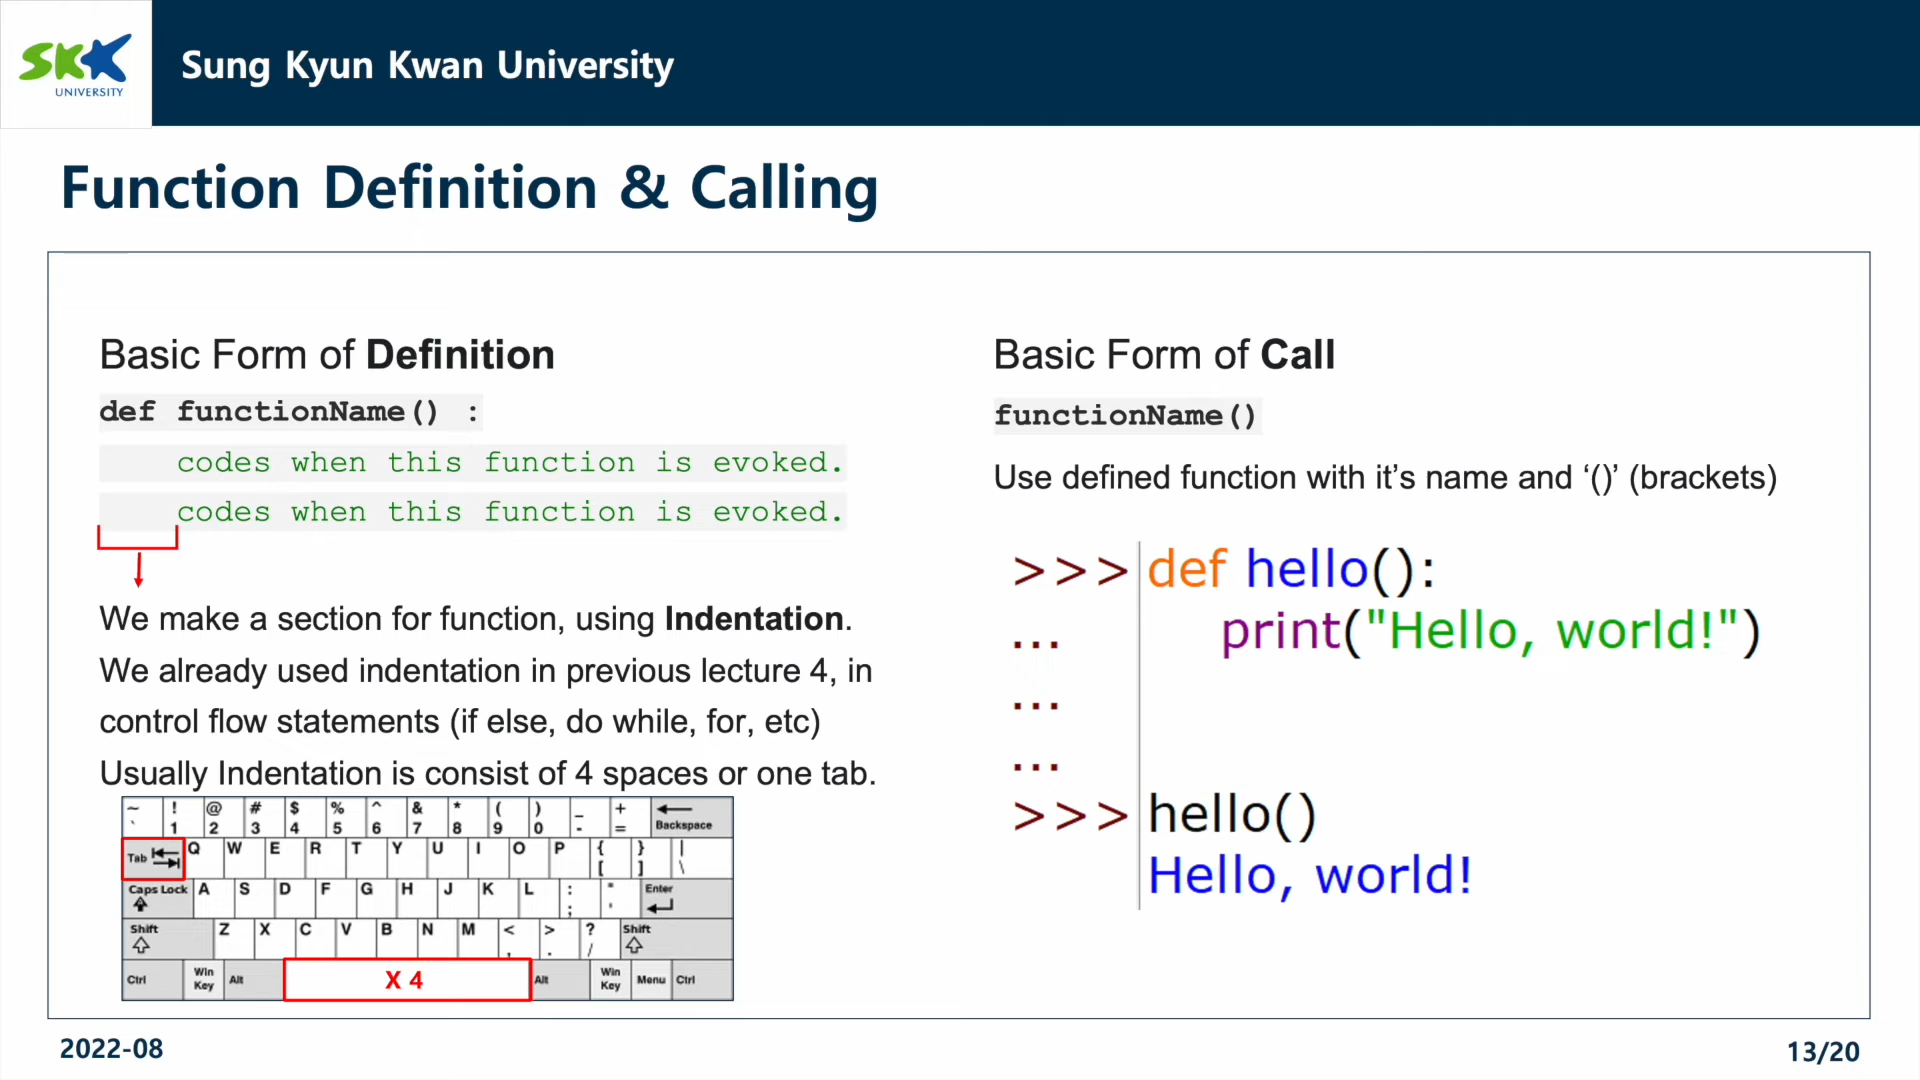 SKK
UNIVERSITY
Sung Kyun Kwan University
Function Definition & Calling
Basic Form of Definition
def functionName() :
codes when this function is evoked.
codes when this function is evoked.
We make a section for function, using Indentation.
We already used indentation in previous lecture 4, in
control flow statements (if else, do while, for, etc)
Usually Indentation is consist of 4 spaces or one tab.
~ ! @ # $ % ^ & * ( ) _ +
` 1 2 3 4 5 6 7 8 9 0 - = Backspace
Tab Q W E R T Y U I O P { } |
[ ] \
Caps Lock A S D F G H J K L : " Enter
; '
Shift Z X C V B N M < > ? Shift
, . /
Ctrl Win Key Alt X 4 Alt Win Key Menu Ctrl
Basic Form of Call
functionName()
Use defined function with it’s name and ‘()’ (brackets)
>>> def hello():
... print("Hello, world!")
...
...
>>> hello()
Hello, world!
2022-08
13/20